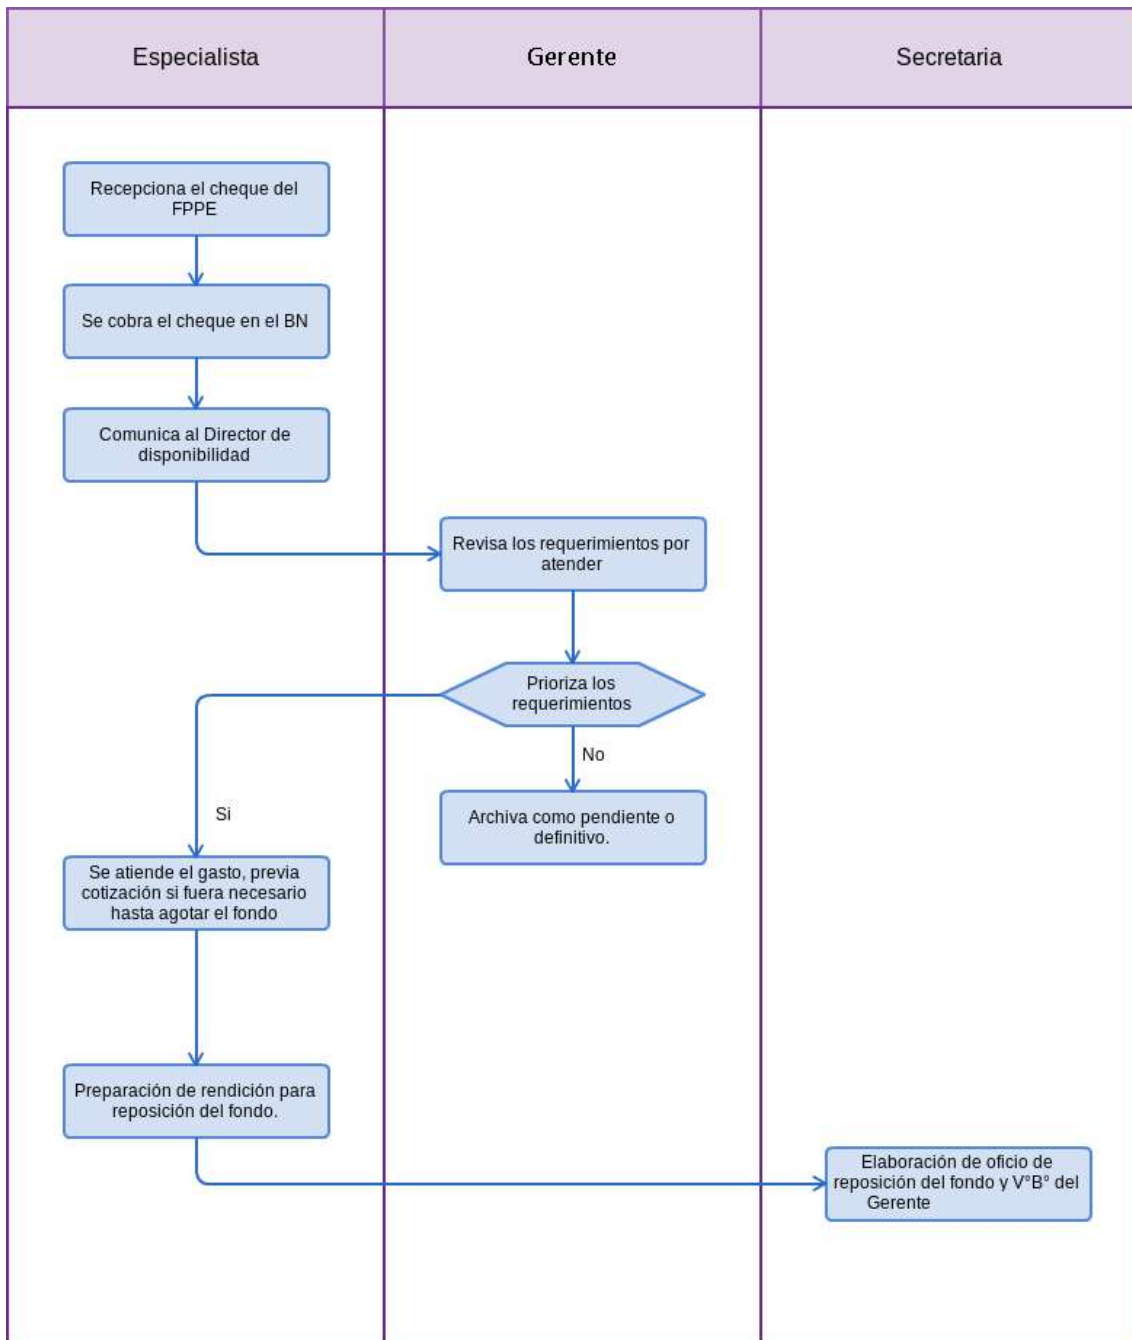 Especialista
Gerente
Secretaria
Recepciona el cheque del
FPPE
Se cobra el cheque en el BN
Comunica al Director de
disponibilidad
Revisa los requerimientos por
atender
Prioriza los
requerimientos
No
Si
Archiva como pendiente o
definitivo.
Se atiende el gasto, previa
cotización si fuera necesario
hasta agotar el fondo
Preparación de rendición para
reposición del fondo.
Elaboración de oficio de
reposición del fondo y V°B° del
Gerente